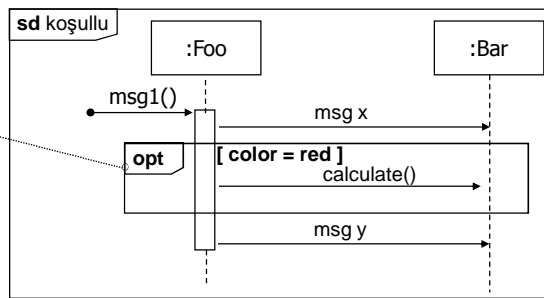 sd koşullu
:Foo
:Bar
msg1()
msg x
opt
[ color = red ]
calculate()
msg y